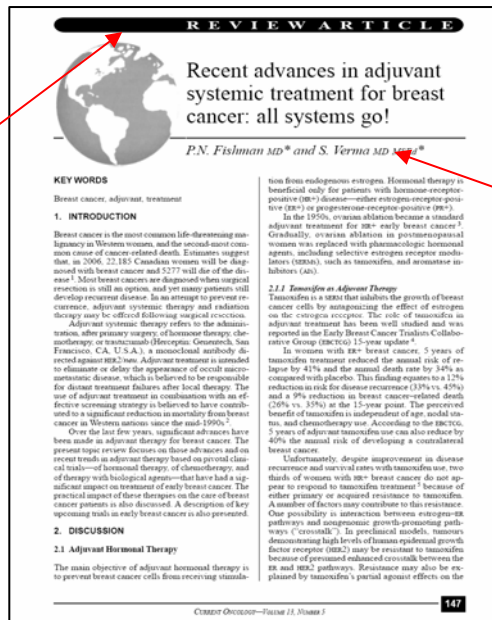 REVIEW ARTICLE
Recent advances in adjuvant
systemic treatment for breast
cancer: all systems go!
P.N. Fishman MD* and S. Verma MD MSEd*
KEY WORDS
Breast cancer, adjuvant, treatment
1. INTRODUCTION
Breast cancer is the most common life-threatening ma-
lignancy in Western women, and the second-most com-
mon cause of cancer-related death. Estimates suggest
that, in 2006, 22,185 Canadian women will be diag-
nosed with breast cancer and 5277 will die of the dis-
ease 1. Most breast cancers are diagnosed when surgical
resection is still an option, and yet many patients still
develop recurrent disease. In an attempt to prevent re-
currence, adjuvant systemic therapy and radiation
therapy may be offered following surgical resection.
Adjuvant systemic therapy refers to the adminis-
tration, after primary surgery, of hormone therapy, che-
motherapy, or trastuzumab (Herceptin: Genentech, San
Francisco, CA, U.S.A.), a monoclonal antibody di-
rected against HER2/neu. Adjuvant treatment is intended
to eliminate or delay the appearance of occult micro-
metastatic disease, which is believed to be responsible
for distant treatment failures after local therapy. The
use of adjuvant treatment in combination with an ef-
fective screening strategy is believed to have contrib-
uted to a significant reduction in mortality from breast
cancer in Western nations since the mid-1990s 2.
Over the last few years, significant advances have
been made in adjuvant therapy for breast cancer. The
present topic review focuses on those advances and on
recent trends in adjuvant therapy based on pivotal clini-
cal trials—of hormonal therapy, of chemotherapy, and
of therapy with biological agents—that have had a sig-
nificant impact on treatment of early breast cancer. The
practical impact of these therapies on the care of breast
cancer patients is also discussed. A description of key
upcoming trials in early breast cancer is also presented.
2. DISCUSSION
2.1 Adjuvant Hormonal Therapy
The main objective of adjuvant hormonal therapy is
to prevent breast cancer cells from receiving stimula-
tion from endogenous estrogen. Hormonal therapy is
beneficial only for patients with hormone-receptor-
positive (HR+) disease—either estrogen-receptor-posi-
tive (ER+) or progesterone-receptor-positive (PR+).
In the 1950s, ovarian ablation became a standard
adjuvant treatment for HR+ early breast cancer 3.
Gradually, ovarian ablation in postmenopausal
women was replaced with pharmacologic hormonal
agents, including selective estrogen receptor modu-
lators (SERMs), such as tamoxifen, and aromatase in-
hibitors (AIs).
2.1.1 Tamoxifen as Adjuvant Therapy
Tamoxifen is a SERM that inhibits the growth of breast
cancer cells by antagonizing the effect of estrogen
on the estrogen receptor. The role of tamoxifen in
adjuvant treatment has been well studied and was
reported in the Early Breast Cancer Trialists Collabo-
rative Group (EBCTCG) 15-year update 4.
In women with ER+ breast cancer, 5 years of
tamoxifen treatment reduced the annual risk of re-
lapse by 41% and the annual death rate by 34% as
compared with placebo. This finding equates to a 12%
reduction in risk for disease recurrence (33% vs. 45%)
and a 9% reduction in breast cancer–related death
(26% vs. 35%) at the 15-year point. The perceived
benefit of tamoxifen is independent of age, nodal sta-
tus, and chemotherapy use. According to the EBCTCG,
5 years of adjuvant tamoxifen use can also reduce by
40% the annual risk of developing a contralateral
breast cancer.
Unfortunately, despite improvement in disease
recurrence and survival rates with tamoxifen use, two
thirds of women with HR+ breast cancer do not ap-
pear to respond to tamoxifen treatment 5 because of
either primary or acquired resistance to tamoxifen.
A number of factors may contribute to this resistance.
One possibility is interaction between estrogen-ER
pathways and nongenomic growth-promoting path-
ways ("crosstalk"). In preclinical models, tumours
demonstrating high levels of human epidermal growth
factor receptor (HER2) may be resistant to tamoxifen
because of presumed enhanced crosstalk between the
ER and HER2 pathways. Resistance may also be ex-
plained by tamoxifen's partial agonist effects on the
CURRENT ONCOLOGY—VOLUME 13, NUMBER 5
147